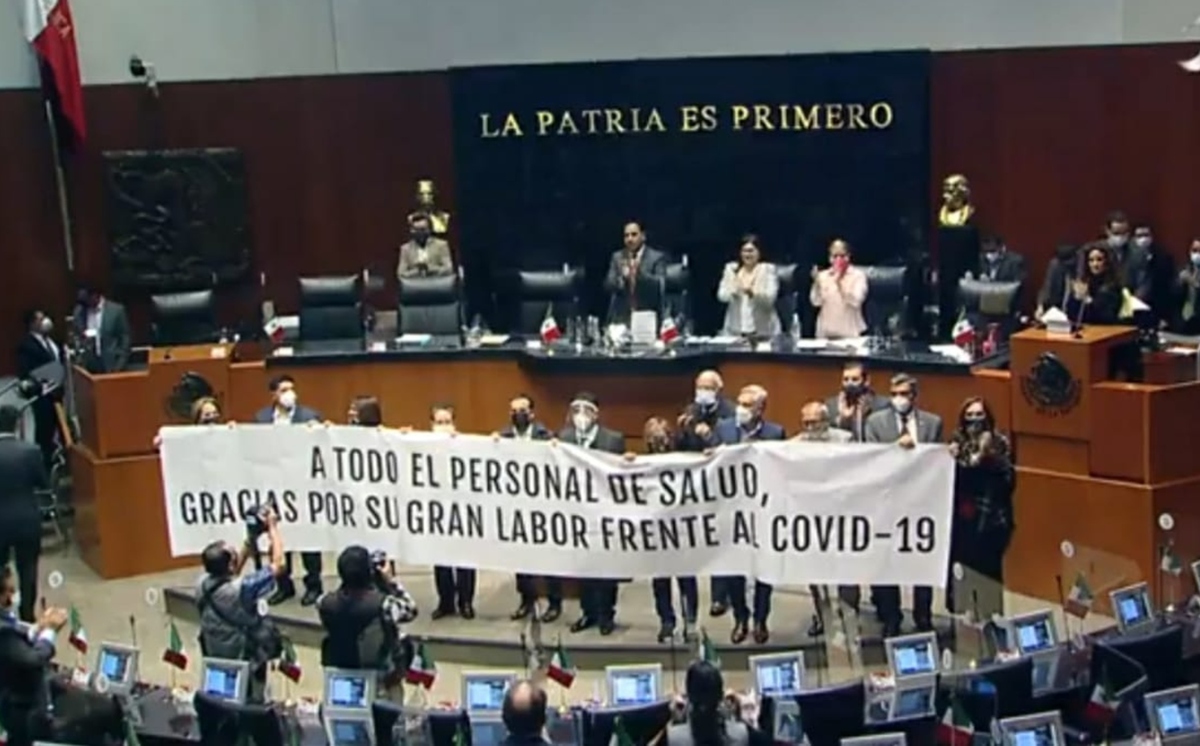 LA PATRIA ES PRIMERO
A TODO EL PERSONAL DE SALUD,
GRACIAS POR SU GRAN LABOR FRENTE AL COVID-19